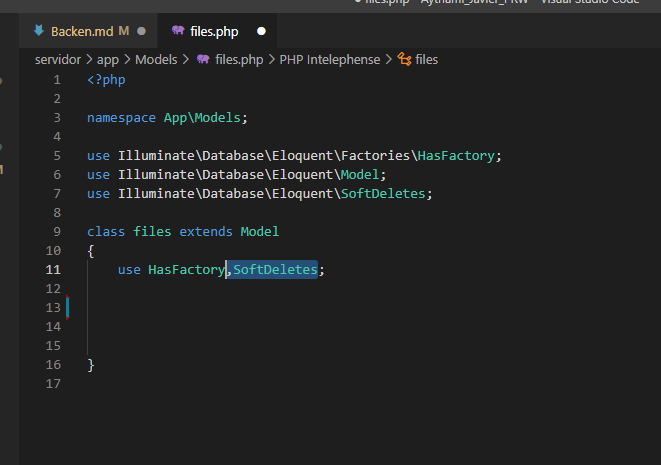 files.php - Aythami_Javier_PRW - Visual Studio Code
Backen.md M files.php
servidor > app > Models > files.php > PHP Intelephense > files
1 <?php
2
3 namespace App\Models;
4
5 use Illuminate\Database\Eloquent\Factories\HasFactory;
6 use Illuminate\Database\Eloquent\Model;
7 use Illuminate\Database\Eloquent\SoftDeletes;
8
9 class files extends Model
10 {
11 use HasFactory,SoftDeletes;
12
13
14
15
16 }
17